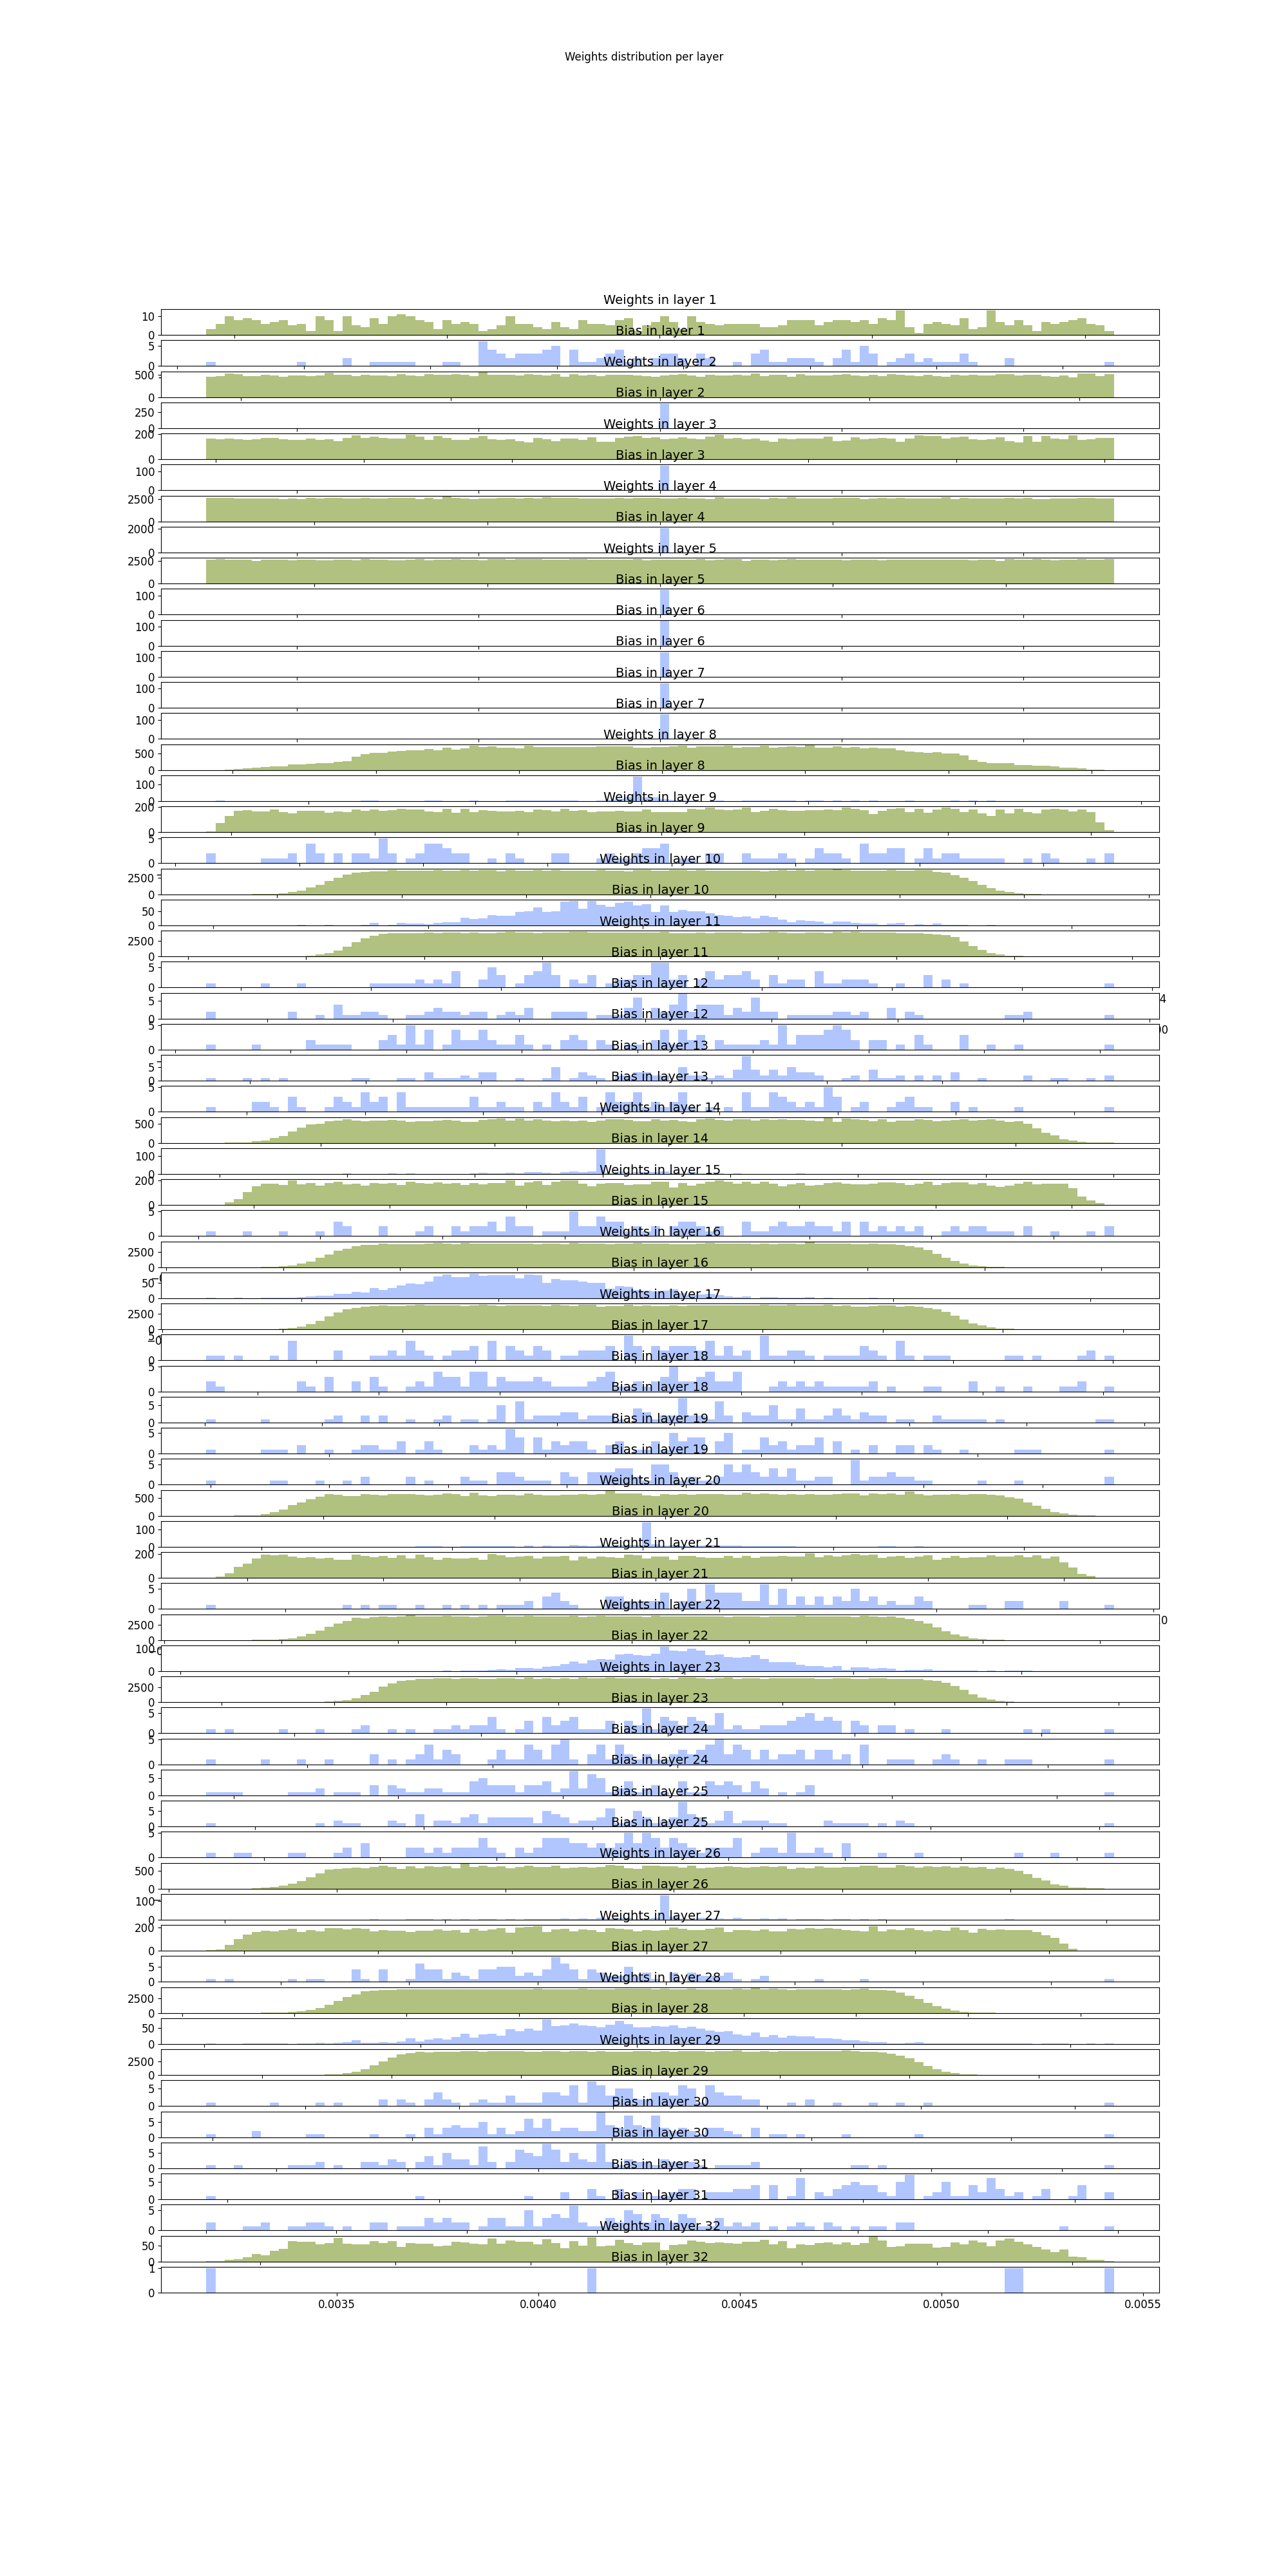 Weights distribution per layer
Weights in layer 1
10
0
Bias in layer 1
5
0
Weights in layer 2
500
0
Bias in layer 2
250
0
Weights in layer 3
200
0
Bias in layer 3
100
0
Weights in layer 4
2500
0
Bias in layer 4
2000
0
Weights in layer 5
2500
0
Bias in layer 5
100
0
Bias in layer 6
100
0
Bias in layer 6
100
0
Bias in layer 7
100
0
Bias in layer 7
100
0
Weights in layer 8
500
0
Bias in layer 8
100
0
Weights in layer 9
200
0
Bias in layer 9
5
0
Weights in layer 10
2500
0
Bias in layer 10
50
0
Weights in layer 11
2500
0
Bias in layer 11
5
0
Bias in layer 12
5
0
Bias in layer 12
5
0
Bias in layer 13
5
0
Bias in layer 13
5
0
Weights in layer 14
500
0
Bias in layer 14
100
0
Weights in layer 15
200
0
Bias in layer 15
5
0
Weights in layer 16
2500
0
Bias in layer 16
50
0
Weights in layer 17
2500
0
Bias in layer 17
5
0
Bias in layer 18
5
0
Bias in layer 18
5
0
Bias in layer 19
5
0
Bias in layer 19
5
0
Weights in layer 20
500
0
Bias in layer 20
100
0
Weights in layer 21
200
0
Bias in layer 21
5
0
Weights in layer 22
2500
0
Bias in layer 22
100
0
Weights in layer 23
2500
0
Bias in layer 23
5
0
Bias in layer 24
5
0
Bias in layer 24
5
0
Bias in layer 25
5
0
Bias in layer 25
5
0
Weights in layer 26
500
0
Bias in layer 26
100
0
Weights in layer 27
200
0
Bias in layer 27
5
0
Weights in layer 28
2500
0
Bias in layer 28
50
0
Weights in layer 29
2500
0
Bias in layer 29
5
0
Bias in layer 30
5
0
Bias in layer 30
5
0
Bias in layer 31
5
0
Bias in layer 31
5
0
Weights in layer 32
50
0
Bias in layer 32
1
0
0.0035 0.0040 0.0045 0.0050 0.0055